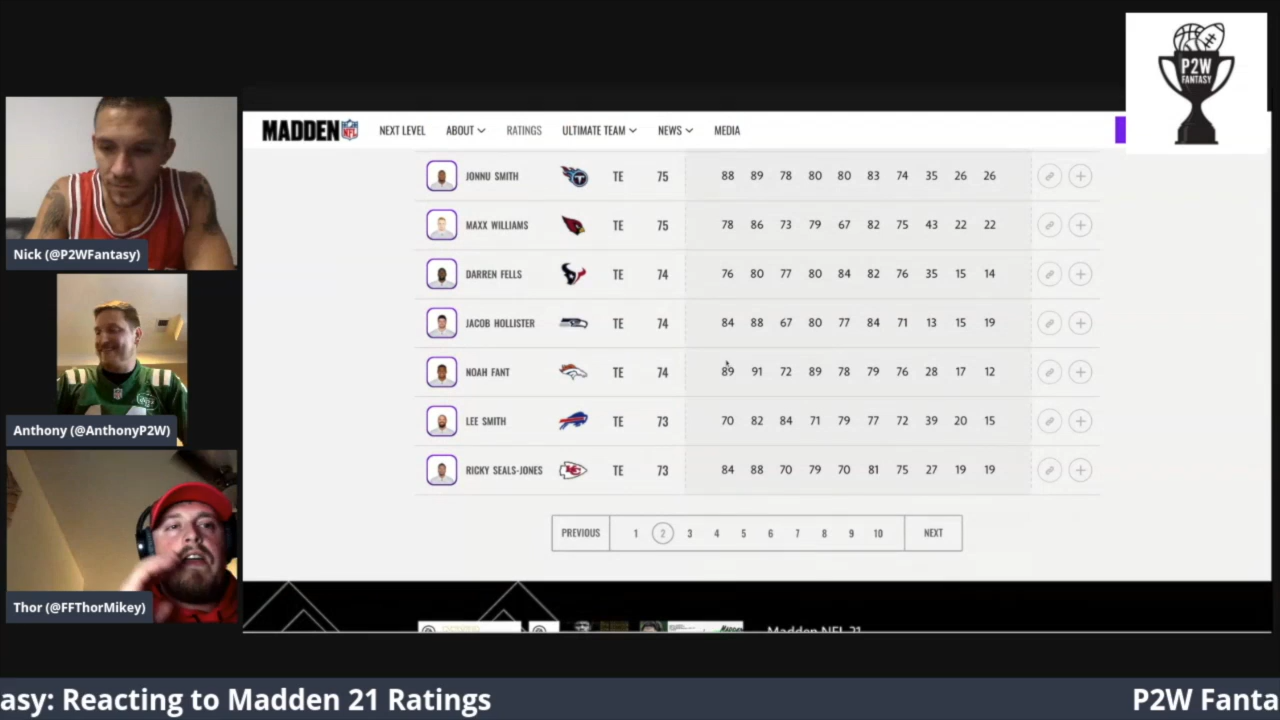 P2W
FANTASY
MADDEN NFL NEXT LEVEL ABOUT RATINGS ULTIMATE TEAM NEWS MEDIA
JONNU SMITH TE 75 88 89 78 80 80 83 74 35 26 26
MAXX WILLIAMS TE 75 78 86 73 79 67 82 75 43 22 22
DARREN FELLS TE 74 76 80 77 80 84 82 76 35 15 14
JACOB HOLLISTER TE 74 84 88 67 80 77 84 71 13 15 19
NOAH FANT TE 74 89 91 72 89 78 79 76 28 17 12
LEE SMITH TE 73 70 82 84 71 79 77 72 39 20 15
RICKY SEALS-JONES TE 73 84 88 70 79 70 81 75 27 19 19
PREVIOUS 1 2 3 4 5 6 7 8 9 10 NEXT
Madden NFL 21
Nick (@P2WFantasy)
Anthony (@AnthonyP2W)
Thor (@FFThorMikey)
asy: Reacting to Madden 21 Ratings P2W Fanta